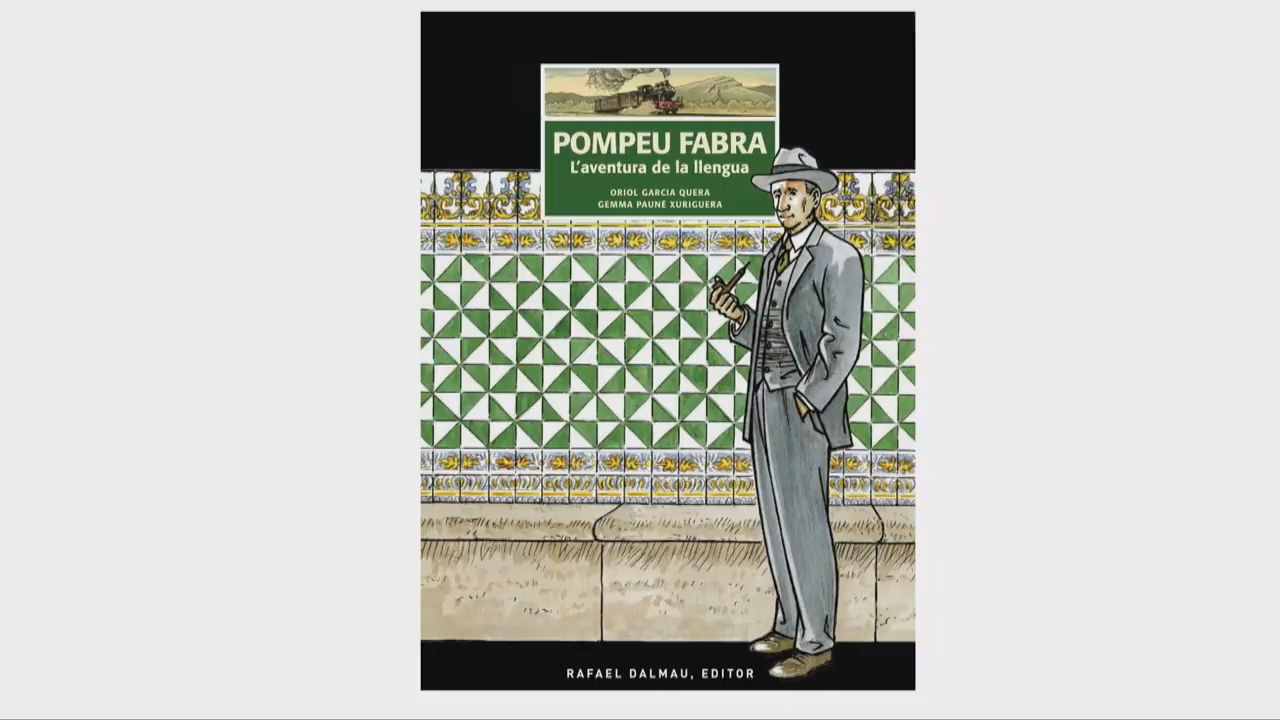 POMPEU FABRA
L'aventura de la llengua
ORIOL GARCIA QUERA
GEMMA PAUNÉ XURIGUERA
RAFAEL DALMAU, EDITOR